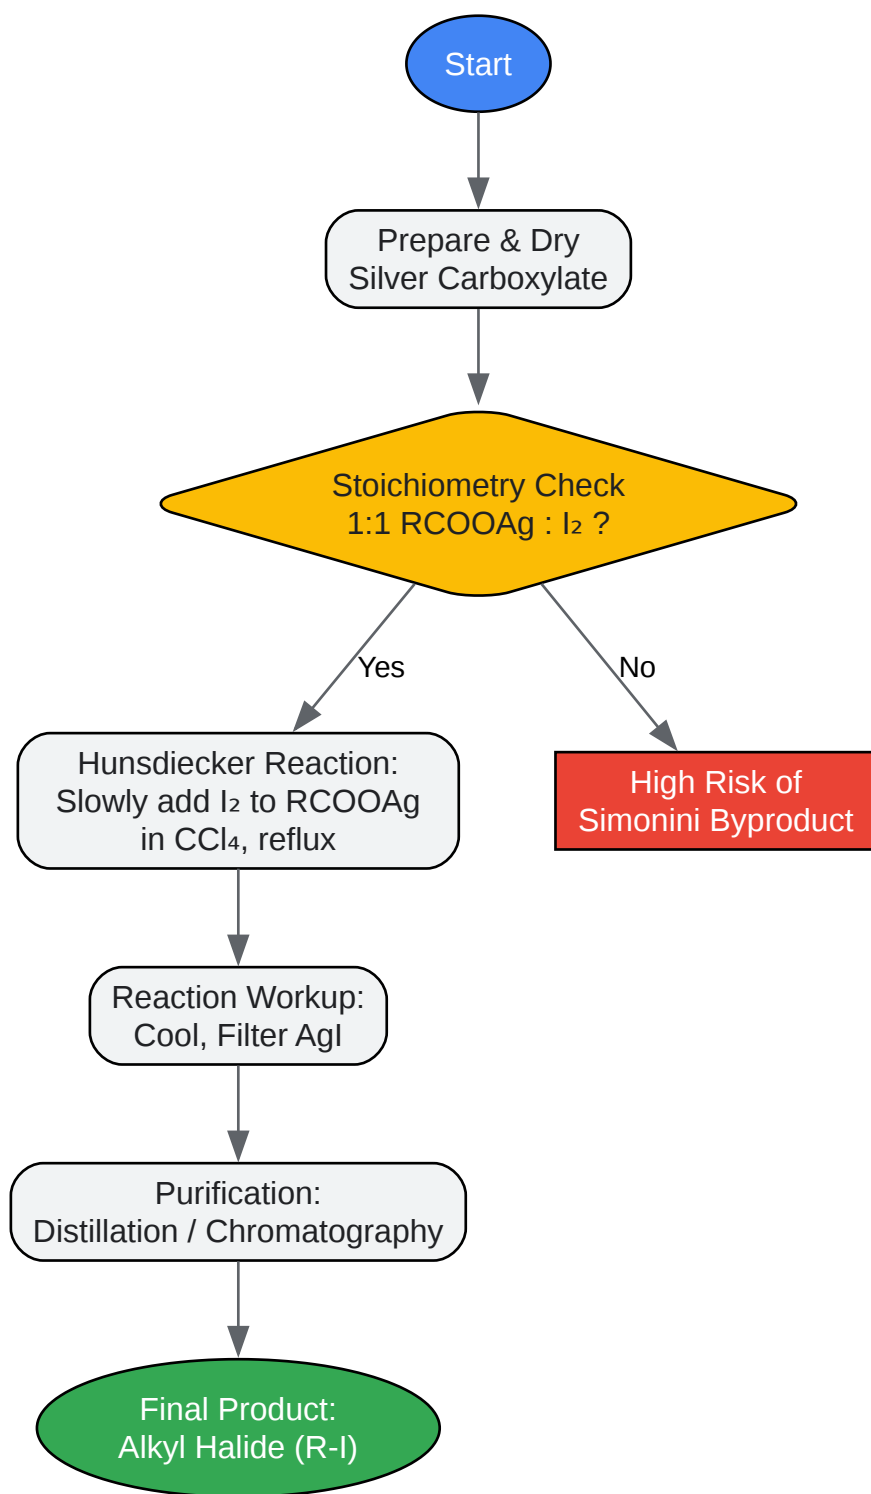 Start
Prepare & Dry
Silver Carboxylate
Stoichiometry Check
1:1 RCOOAg : I₂ ?
Yes
No
Hunsdiecker Reaction:
Slowly add I₂ to RCOOAg
in CCl₄, reflux
High Risk of
Simonini Byproduct
Reaction Workup:
Cool, Filter AgI
Purification:
Distillation / Chromatography
Final Product:
Alkyl Halide (R-I)